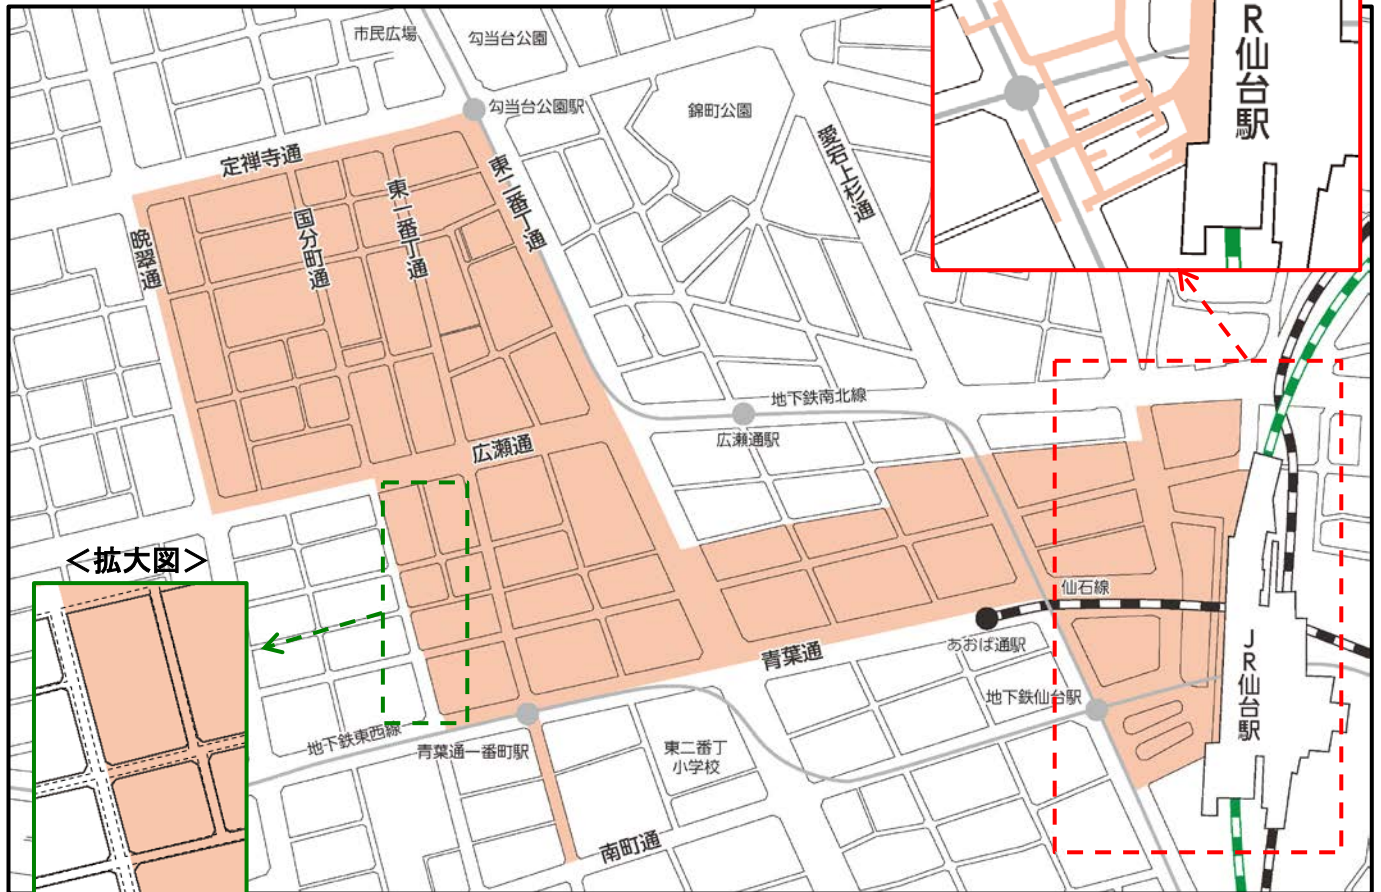 市民広場
勾当台公園
勾当台公園駅
錦町公園
愛宕上杉通
R仙台駅
定禅寺通
東二番丁通
東一番丁通
国分町通
晩翠通
地下鉄南北線
広瀬通駅
広瀬通
＜拡大図＞
仙石線
あおば通駅
青葉通
JR仙台駅
地下鉄仙台駅
地下鉄東西線
青葉通一番町駅
東二番丁
小学校
南町通